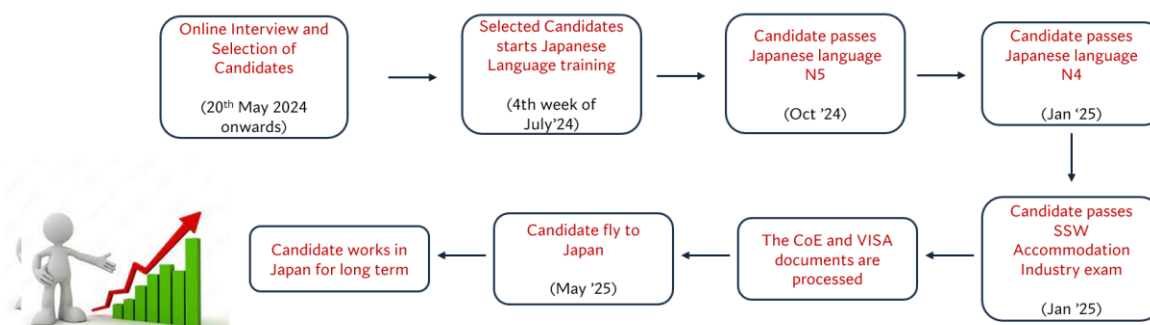 Online Interview and
Selection of
Candidates
(20th May 2024
onwards)
Selected Candidates
starts Japanese
Language training
(4th week of
July'24)
Candidate passes
Japanese language
N5
(Oct '24)
Candidate passes
Japanese language
N4
(Jan '25)
Candidate passes
SSW
Accommodation
Industry exam
(Jan '25)
The CoE and VISA
documents are
processed
Candidate fly to
Japan
(May '25)
Candidate works in
Japan for long term